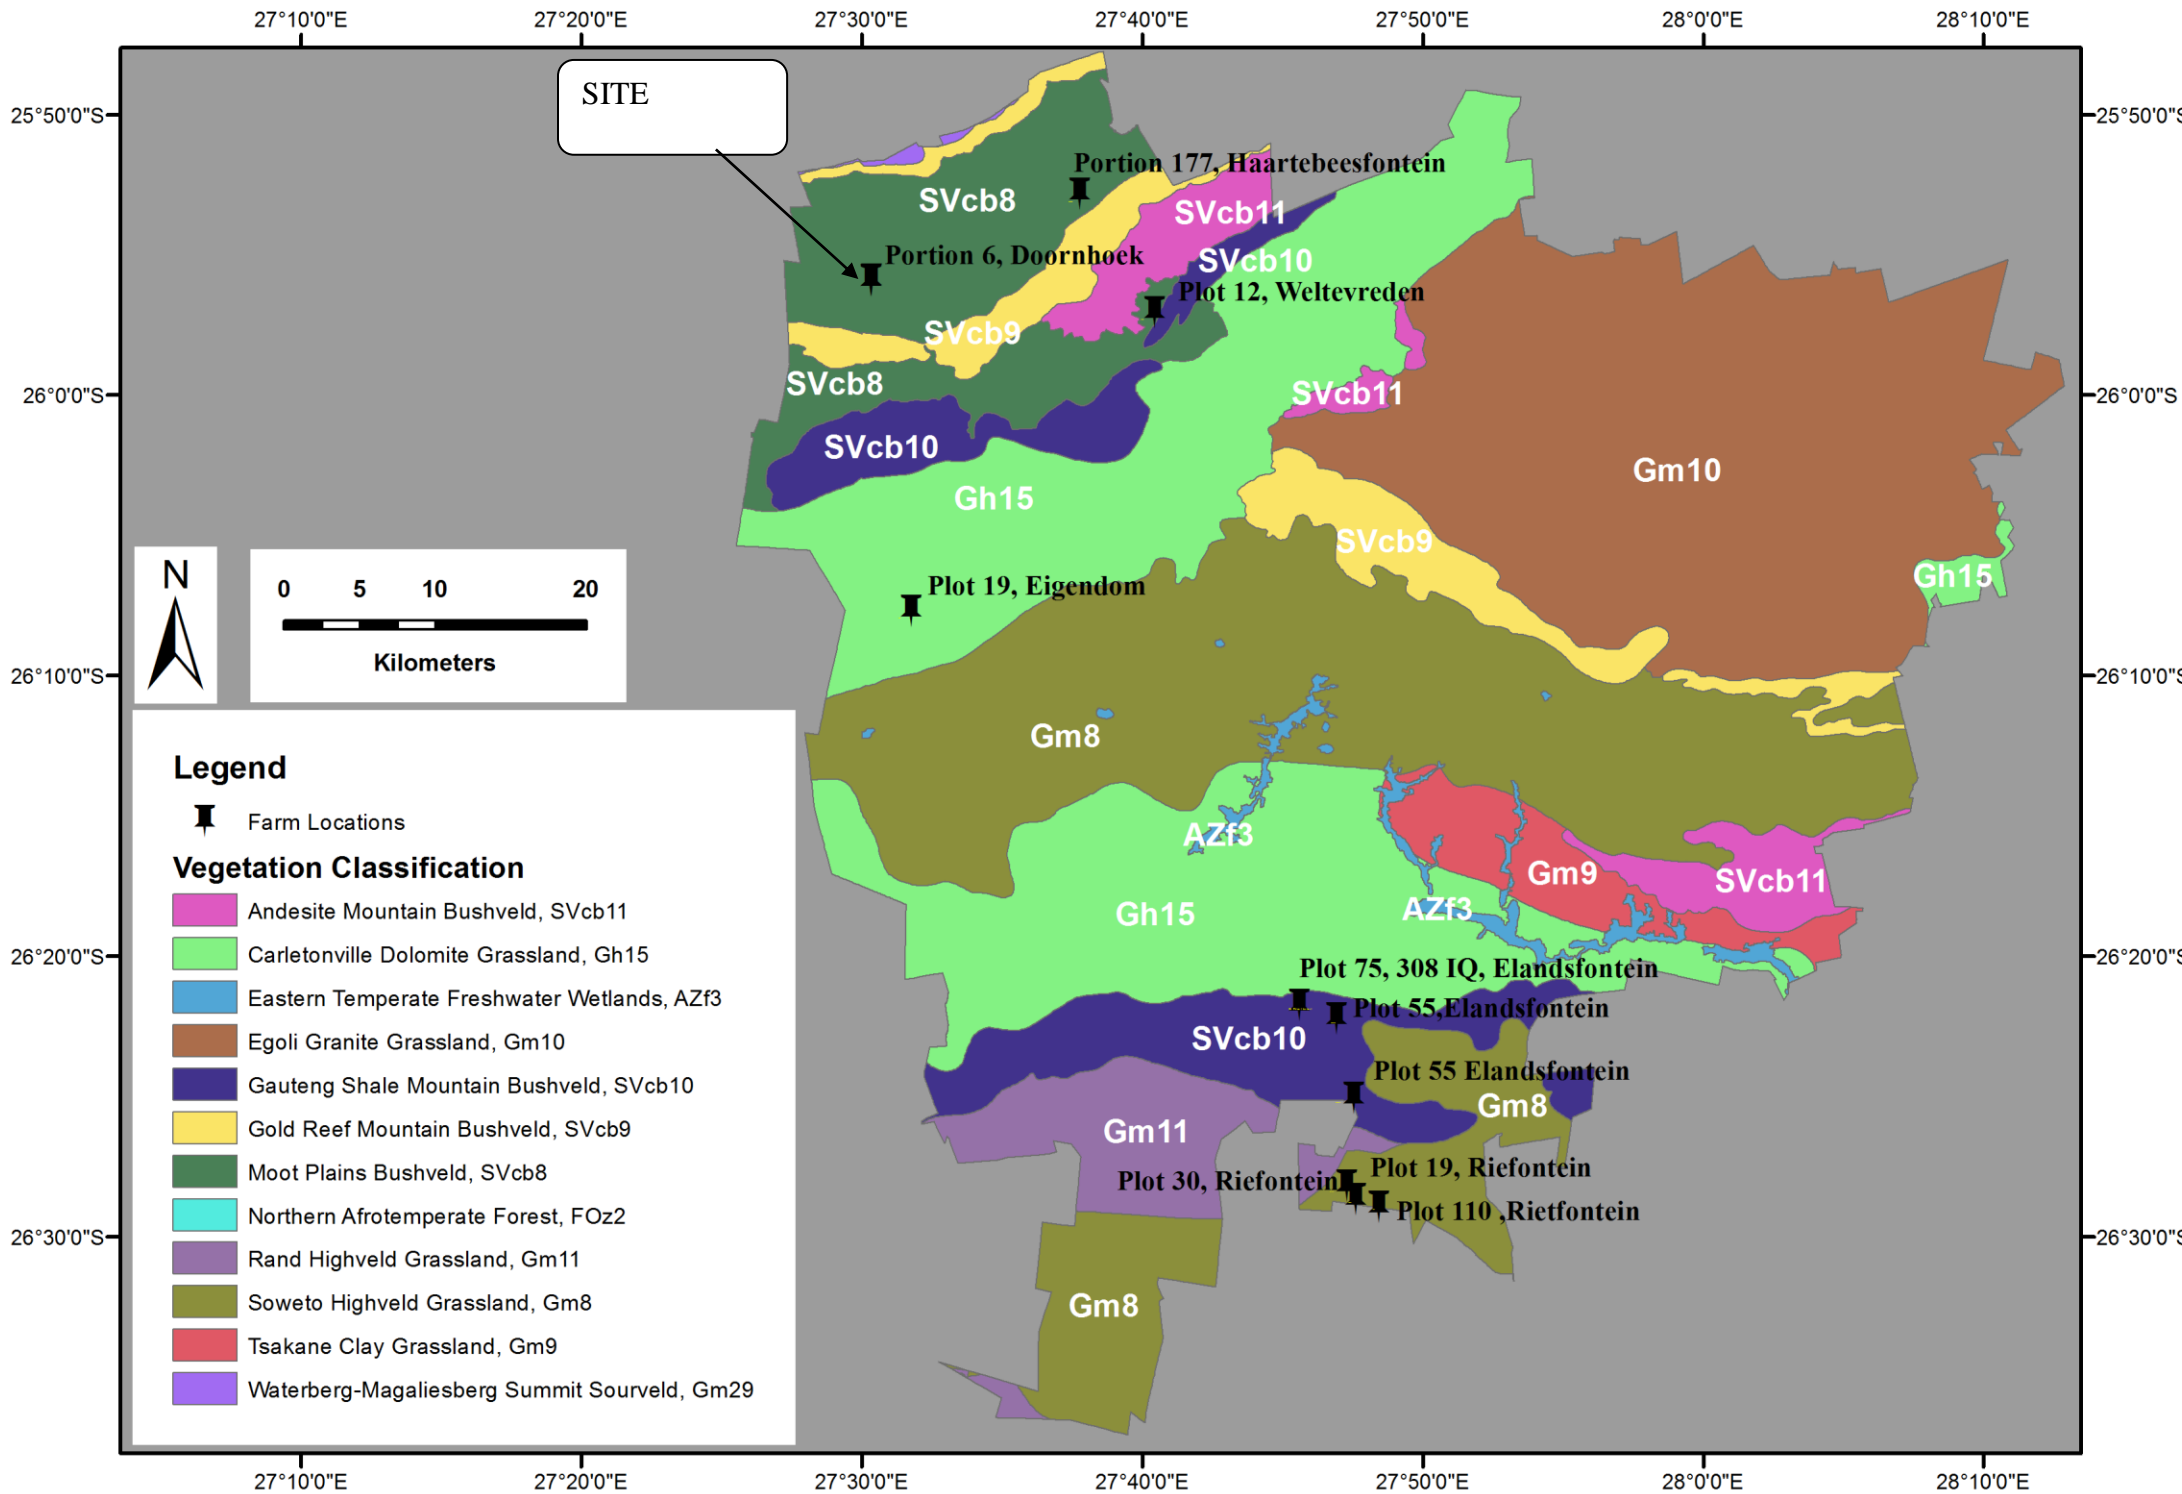 27°10'0"E 27°20'0"E 27°30'0"E 27°40'0"E 27°50'0"E 28°0'0"E 28°10'0"E
SITE
25°50'0"S
25°50'0"S
Portion 177, Haartebeesfontein
SVcb8
SVcb11
Portion 6, Doornhoek
SVcb10
Plot 12, Weltevreden
SVcb9
SVcb8
SVcb11
26°0'0"S
26°0'0"S
SVcb10
Gm10
Gh15
SVcb9
Gh15
Plot 19, Eigendom
N
0 5 10 20
Kilometers
26°10'0"S
26°10'0"S
Gm8
AZf3
Gm9
SVcb11
Gh15
AZf3
26°20'0"S
26°20'0"S
Plot 75, 308 IQ, Elandsfontein
Plot 55,Elandsfontein
SVcb10
Plot 55 Elandsfontein
Gm8
Gm11
Plot 19, Riefontein
Plot 30, Riefontein
Plot 110 ,Rietfontein
26°30'0"S
26°30'0"S
Gm8
Legend
Farm Locations
Vegetation Classification
Andesite Mountain Bushveld, SVcb11
Carletonville Dolomite Grassland, Gh15
Eastern Temperate Freshwater Wetlands, AZf3
Egoli Granite Grassland, Gm10
Gauteng Shale Mountain Bushveld, SVcb10
Gold Reef Mountain Bushveld, SVcb9
Moot Plains Bushveld, SVcb8
Northern Afrotemperate Forest, FOz2
Rand Highveld Grassland, Gm11
Soweto Highveld Grassland, Gm8
Tsakane Clay Grassland, Gm9
Waterberg-Magaliesberg Summit Sourveld, Gm29
27°10'0"E 27°20'0"E 27°30'0"E 27°40'0"E 27°50'0"E 28°0'0"E 28°10'0"E